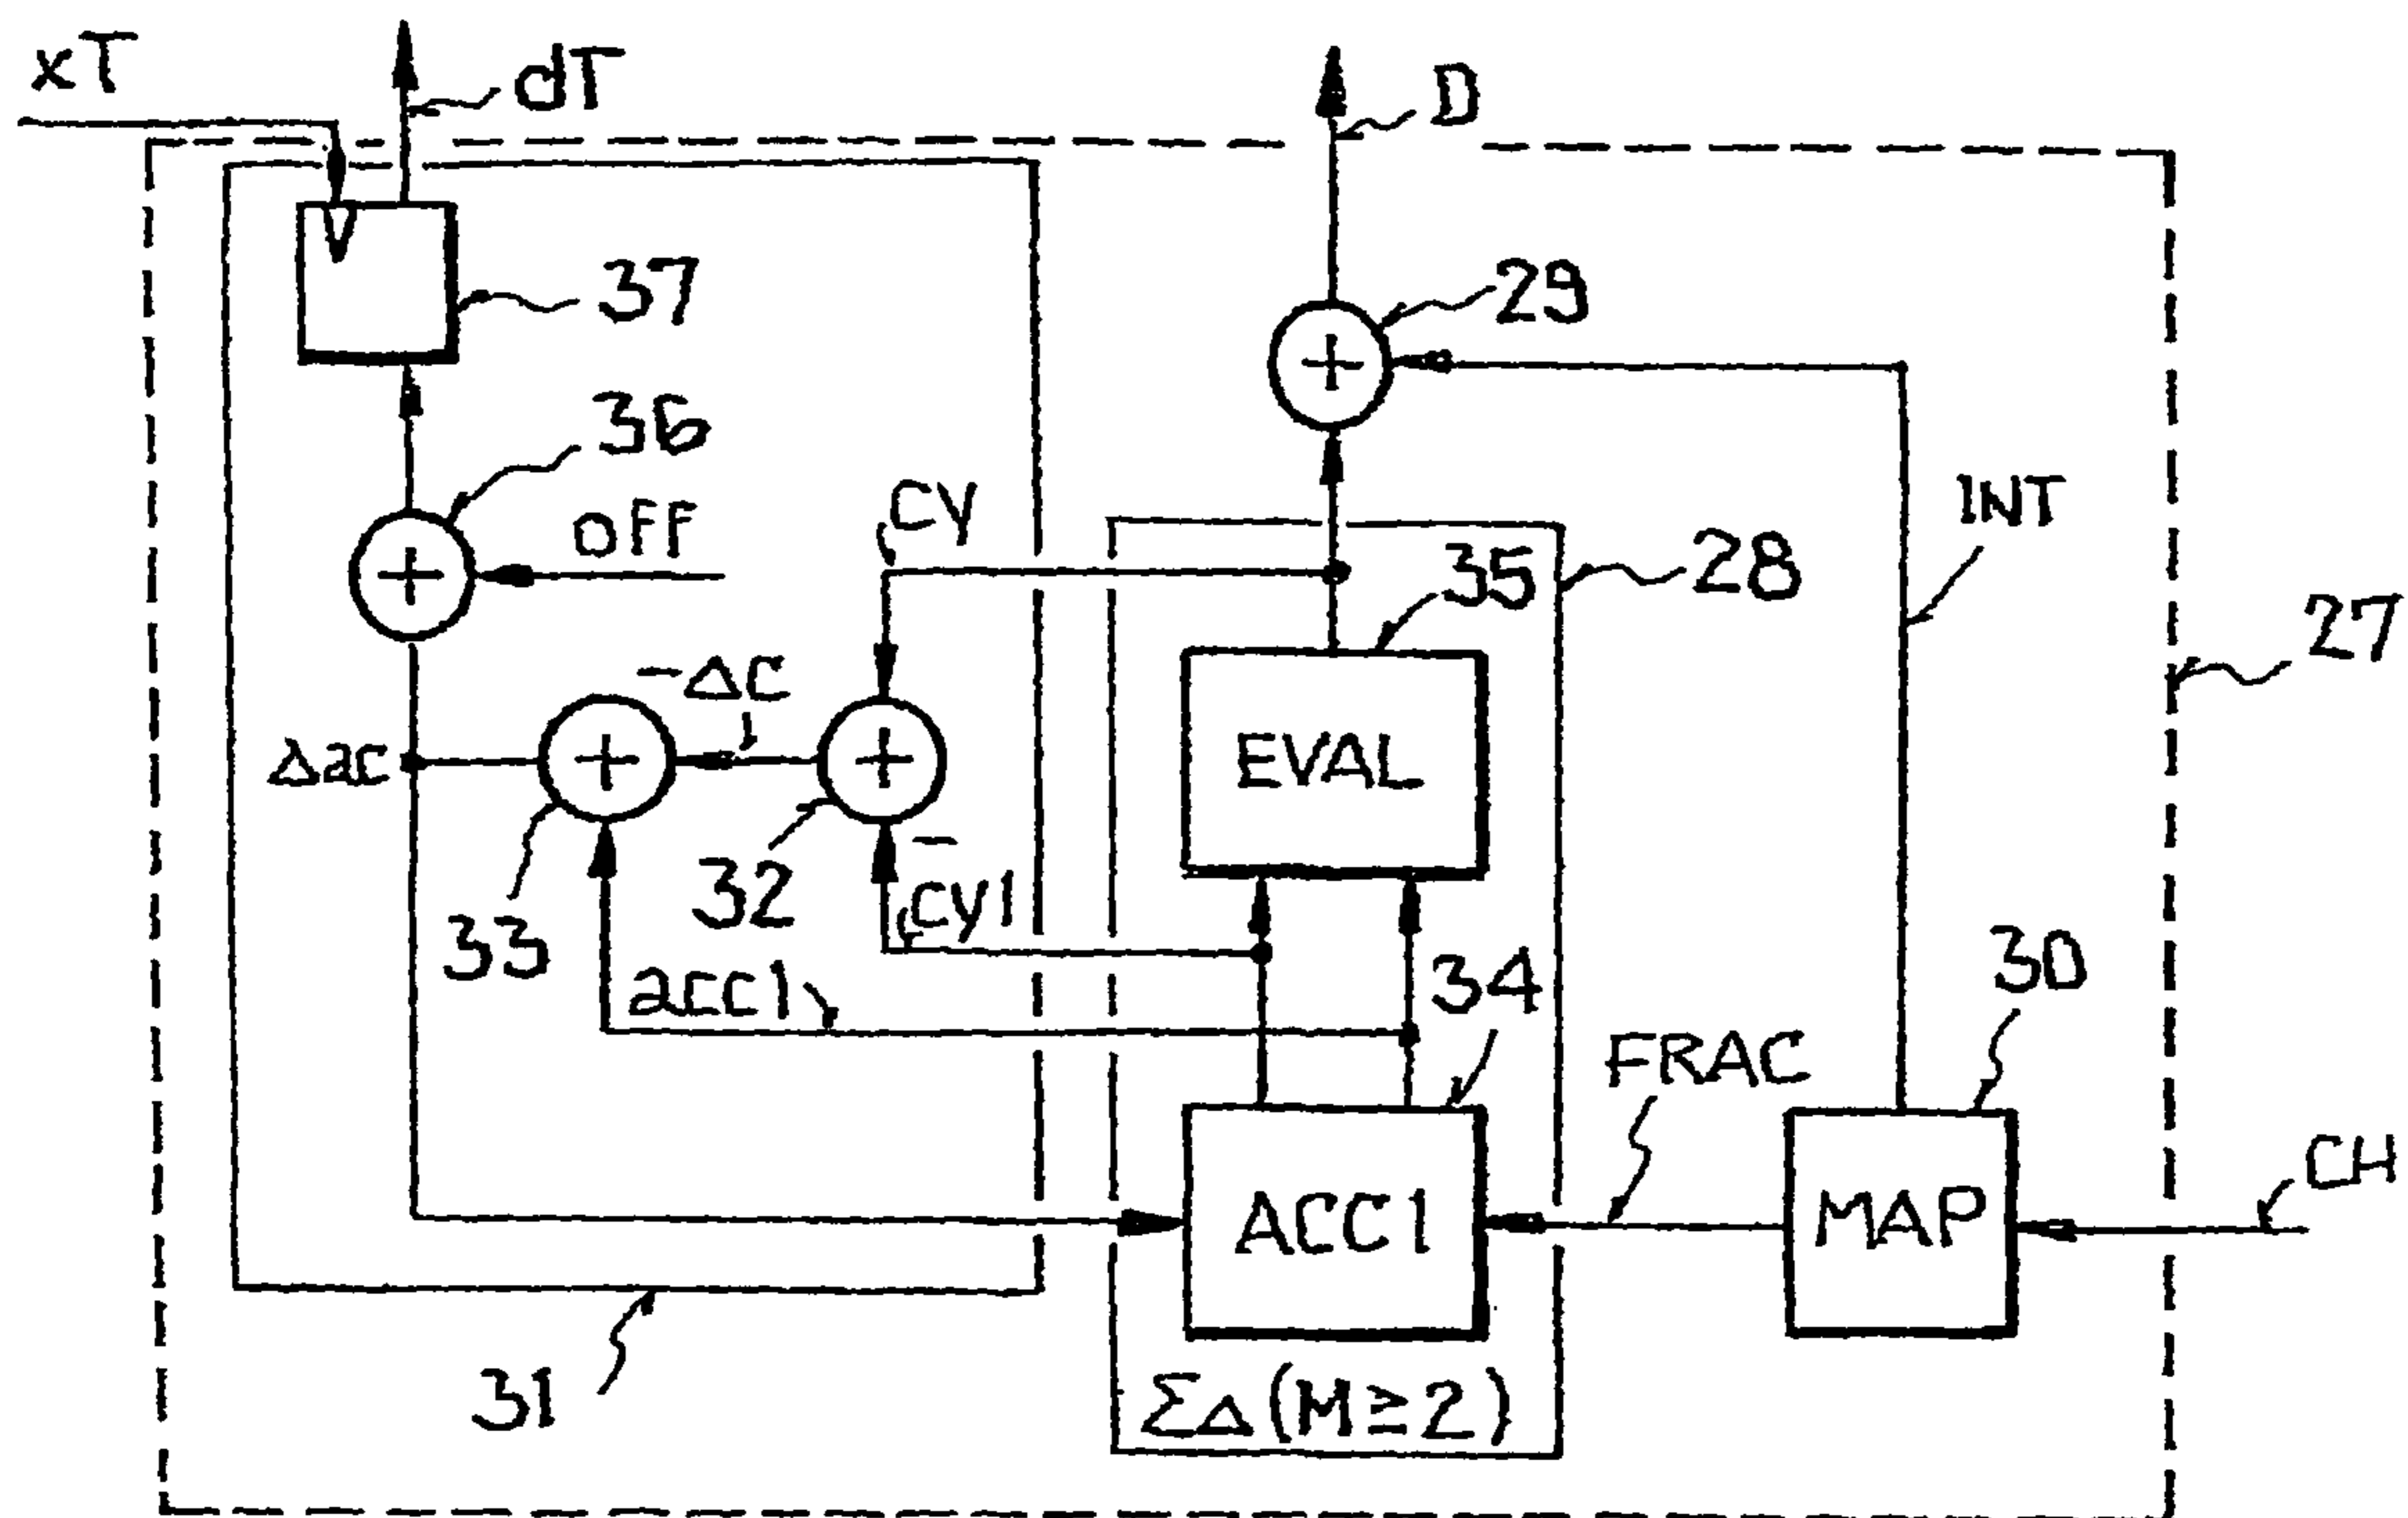 xT
dT
D
37
29
36
OFF
CY
INT
35
28
27
-ΔC
Δac
EVAL
33
32
-
CY1
acc1
34
30
FRAC
ACC1
MAP
CH
31
ΣΔ(M≥2)